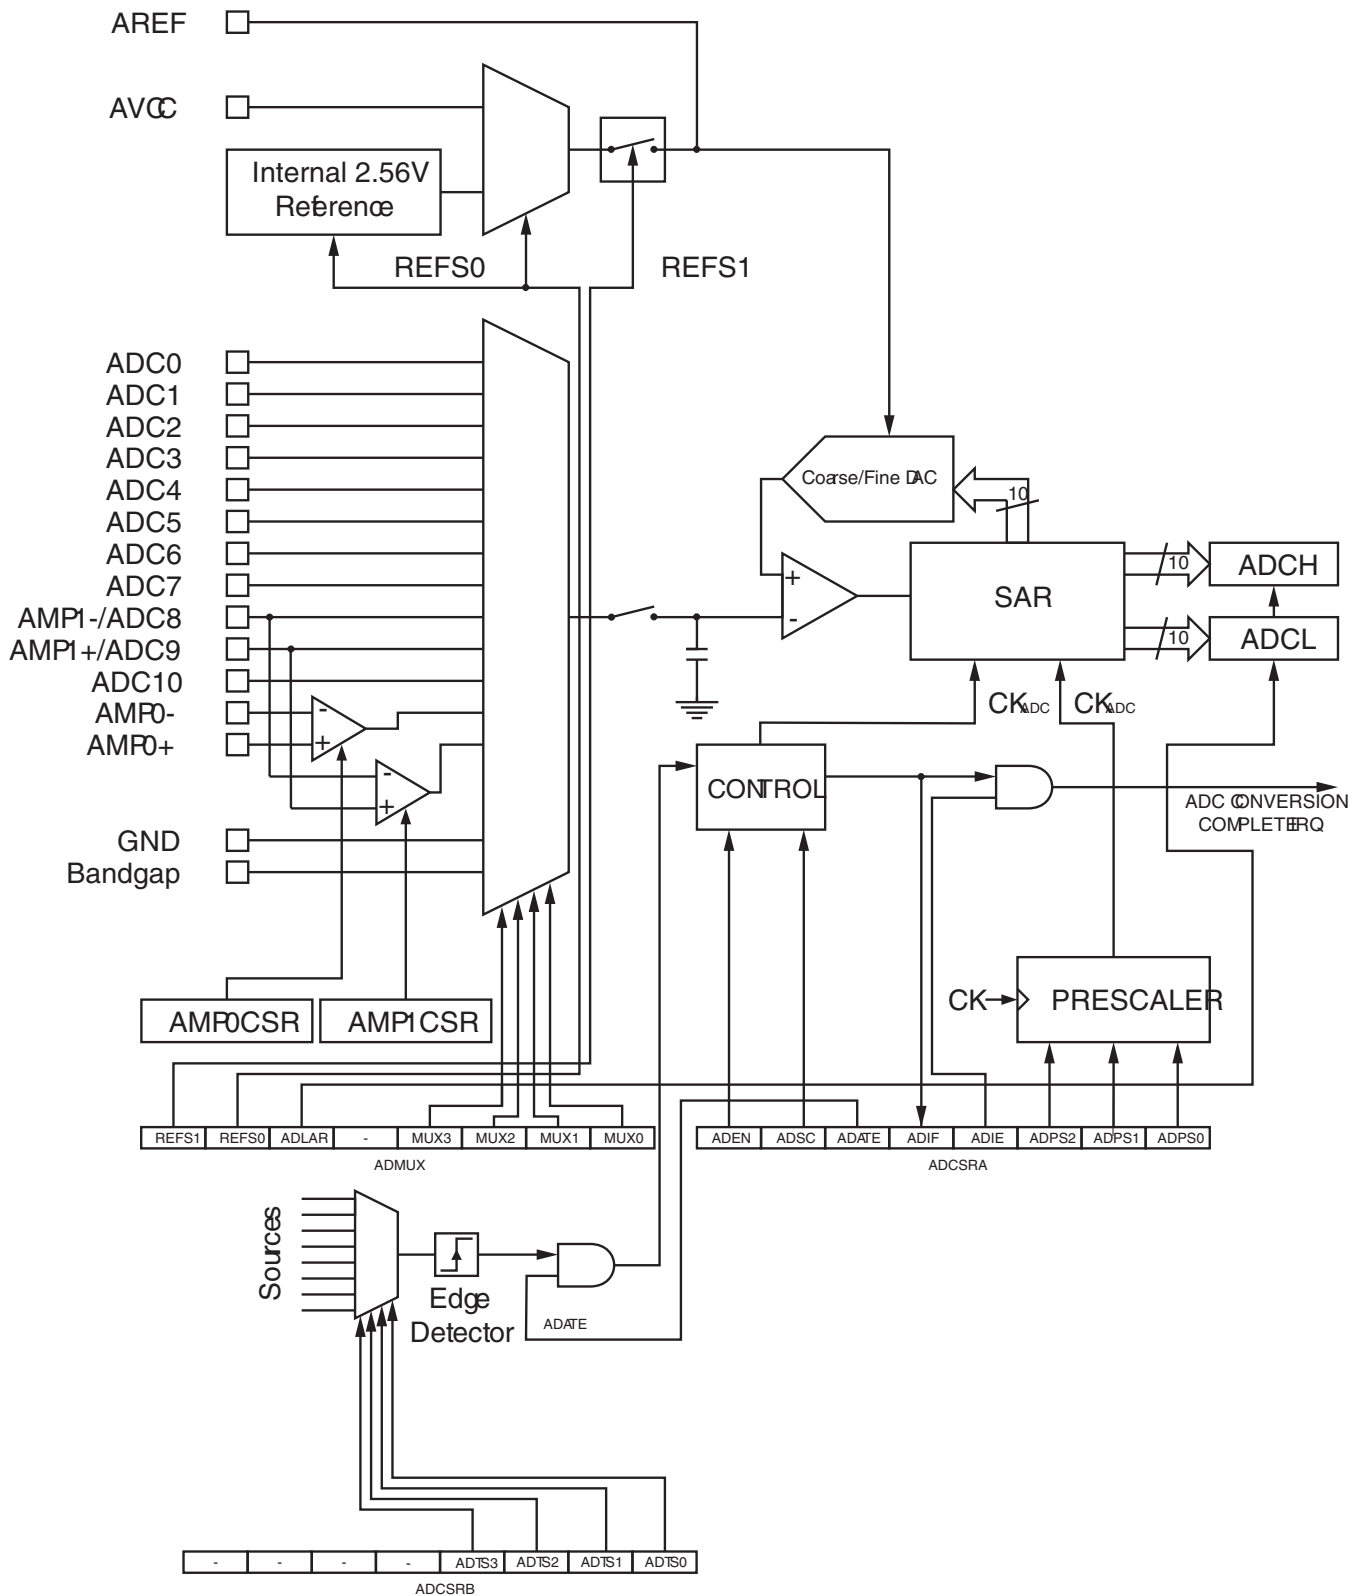 AREF
AVCC
Internal 2.56V
Reference
REFS0
REFS1
ADC0
ADC1
ADC2
ADC3
ADC4
ADC5
ADC6
ADC7
AMP1-/ADC8
AMP1+/ADC9
ADC10
AMP0-
AMP0+
GND
Bandgap
-
+
-
+
Coarse/Fine DAC
10
+
-
SAR
10
ADCH
10
ADCL
CKADC
CKADC
CONTROL
ADC CONVERSION
COMPLETE IRQ
CK
PRESCALER
AMP0CSR
AMP1CSR
REFS1 REFS0 ADLAR - MUX3 MUX2 MUX1 MUX0
ADMUX
ADEN ADSC ADATE ADIF ADIE ADPS2 ADPS1 ADPS0
ADCSRA
Sources
Edge
Detector
ADATE
- - - - ADTS3 ADTS2 ADTS1 ADTS0
ADCSRB